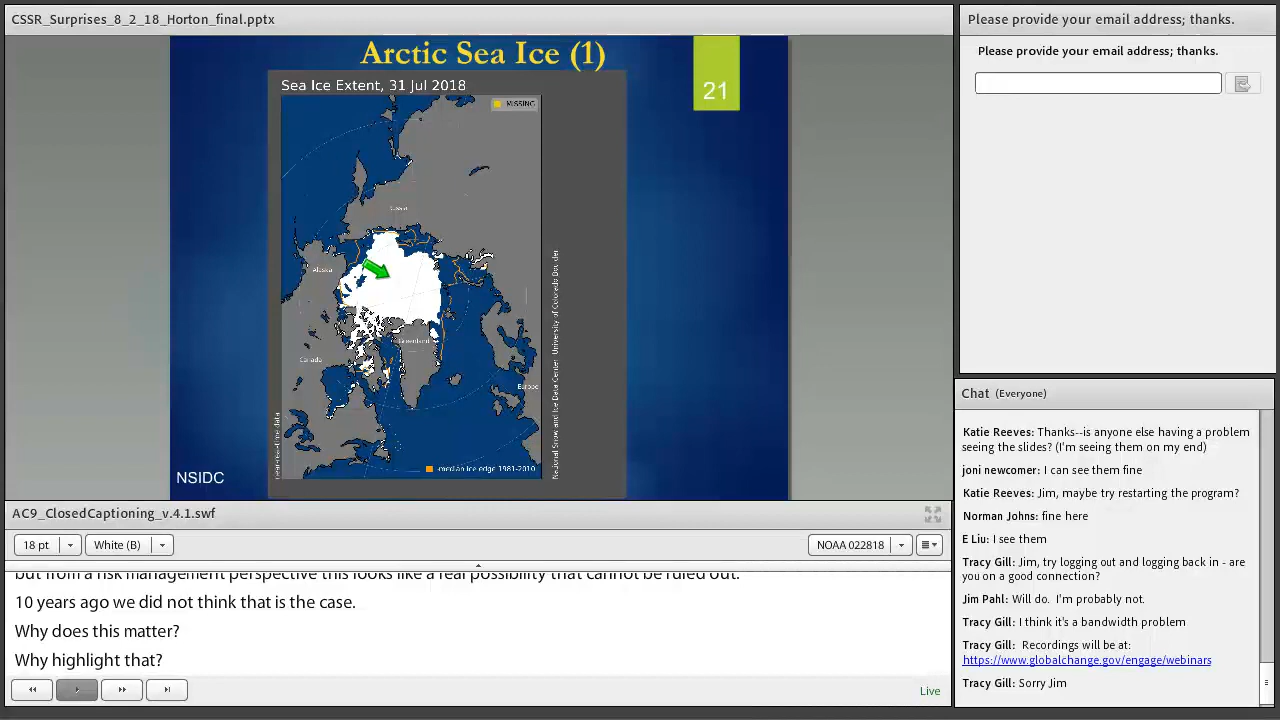 CSSR_Surprises_8_2_18_Horton_final.pptx
Arctic Sea Ice (1)
21
Sea Ice Extent, 31 Jul 2018
MISSING
Russia
Alaska
Canada
Greenland
Europe
near-real-time data
National Snow and Ice Data Center, University of Colorado Boulder
median ice edge 1981-2010
NSIDC
AC9_ClosedCaptioning_v.4.1.swf
18 pt
White (B)
NOAA 022818
but from a risk management perspective this looks like a real possibility that cannot be ruled out.
10 years ago we did not think that is the case.
Why does this matter?
Why highlight that?
Live
Please provide your email address; thanks.
Please provide your email address; thanks.
Chat (Everyone)
Katie Reeves: Thanks--is anyone else having a problem
seeing the slides? (I'm seeing them on my end)
joni newcomer: I can see them fine
Katie Reeves: Jim, maybe try restarting the program?
Norman Johns: fine here
E Liu: I see them
Tracy Gill: Jim, try logging out and logging back in - are
you on a good connection?
Jim Pahl: Will do. I'm probably not.
Tracy Gill: I think it's a bandwidth problem
Tracy Gill: Recordings will be at:
https://www.globalchange.gov/engage/webinars
Tracy Gill: Sorry Jim